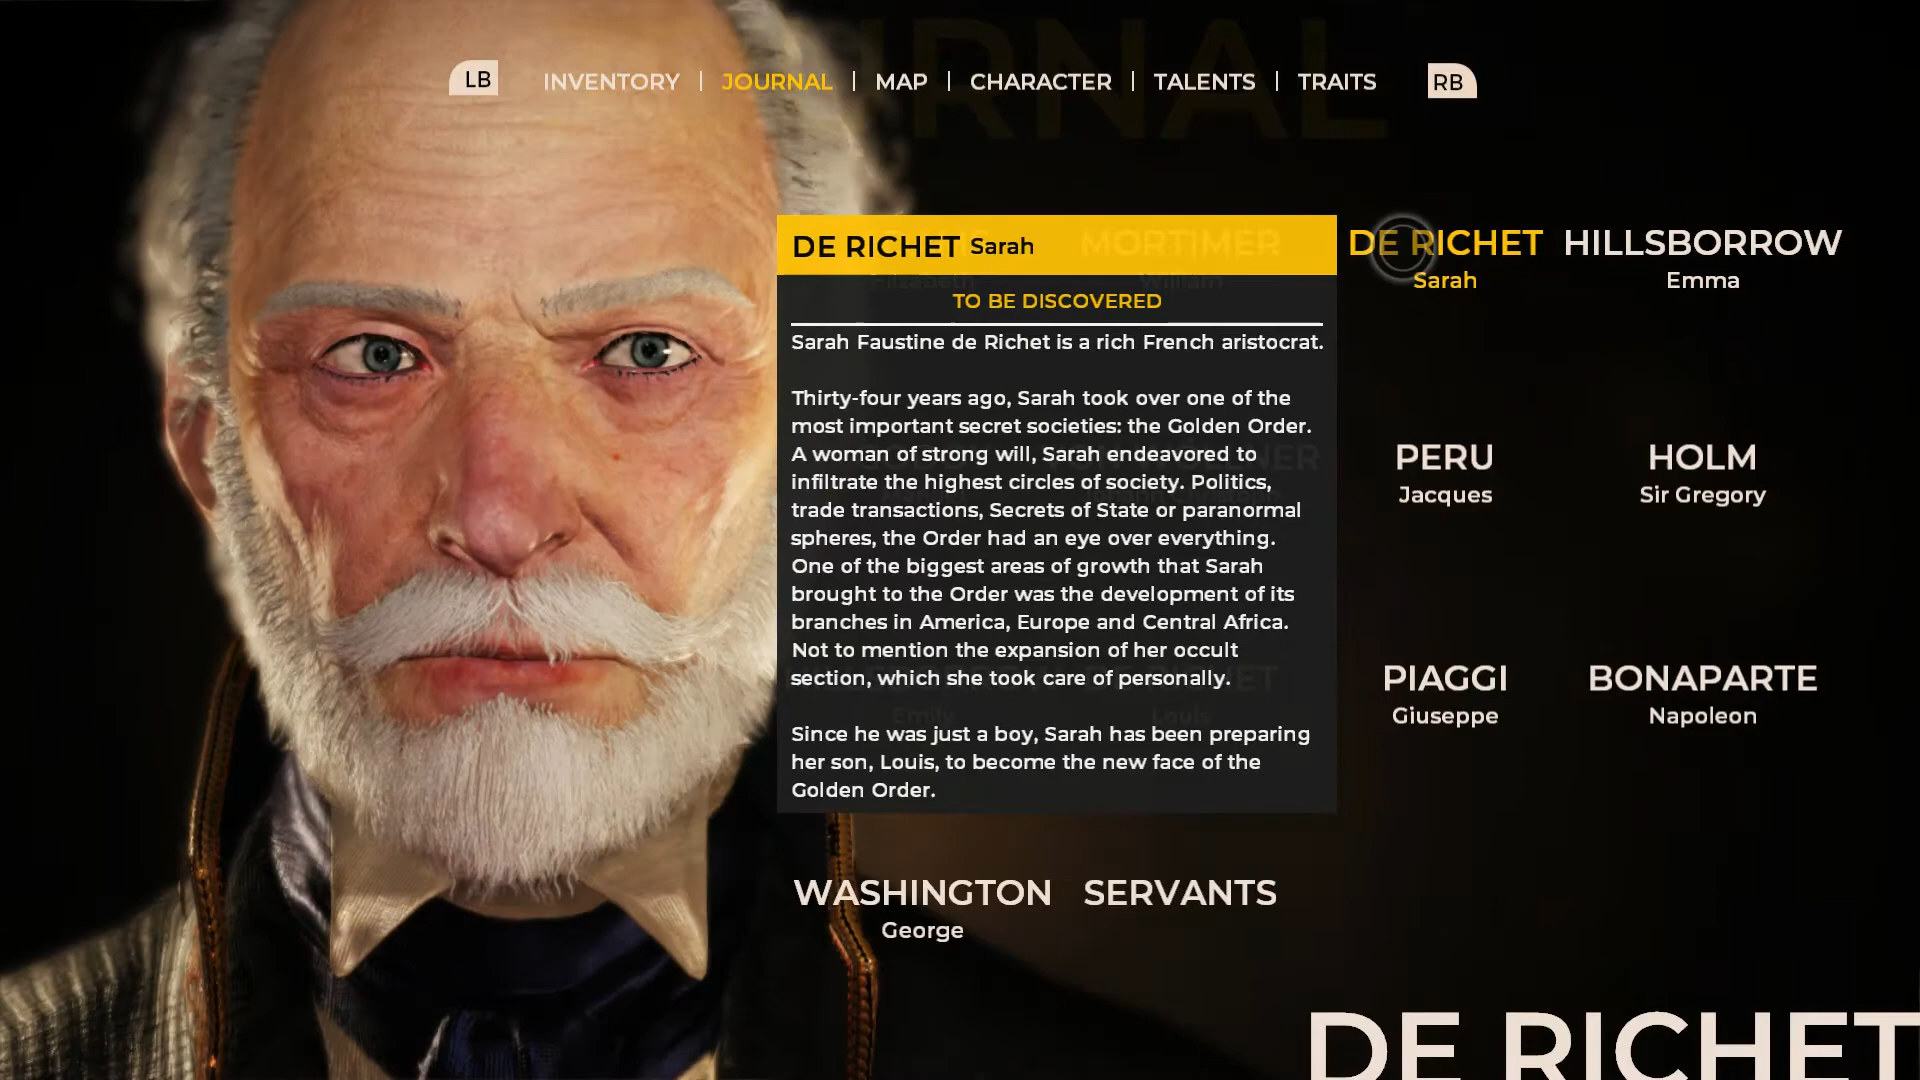 LB INVENTORY | JOURNAL | MAP | CHARACTER | TALENTS | TRAITS RB
DE RICHET Sarah
TO BE DISCOVERED
Sarah Faustine de Richet is a rich French aristocrat.
Thirty-four years ago, Sarah took over one of the
most important secret societies: the Golden Order.
A woman of strong will, Sarah endeavored to
infiltrate the highest circles of society. Politics,
trade transactions, Secrets of State or paranormal
spheres, the Order had an eye over everything.
One of the biggest areas of growth that Sarah
brought to the Order was the development of its
branches in America, Europe and Central Africa.
Not to mention the expansion of her occult
section, which she took care of personally.
Since he was just a boy, Sarah has been preparing
her son, Louis, to become the new face of the
Golden Order.
MORTIMER
William
Elizabeth
DE RICHET
Sarah
HILLSBORROW
Emma
PERU
Jacques
HOLM
Sir Gregory
Emily
Louis
PIAGGI
Giuseppe
BONAPARTE
Napoleon
WASHINGTON
George
SERVANTS
DE RICHET